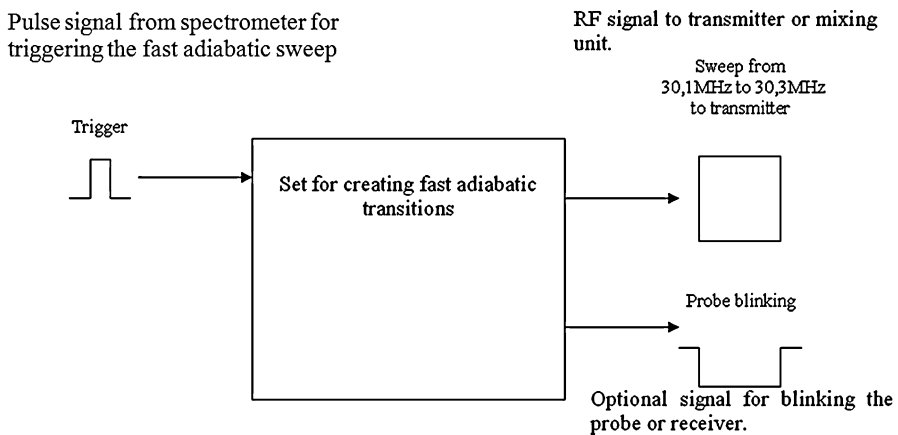 Pulse signal from spectrometer for
triggering the fast adiabatic sweep
RF signal to transmitter or mixing
unit.
Sweep from
30,1MHz to 30,3MHz
to transmitter
Trigger
Set for creating fast adiabatic
transitions
Probe blinking
Optional signal for blinking the
probe or receiver.